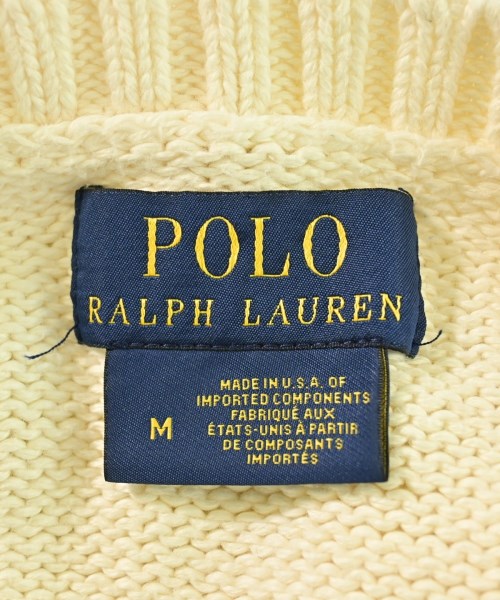 POLO
RALPH LAUREN
M
MADE IN U.S.A. OF
IMPORTED COMPONENTS
FABRIQUÉ AUX
ÉTATS-UNIS À PARTIR
DE COMPOSANTS
IMPORTÉS